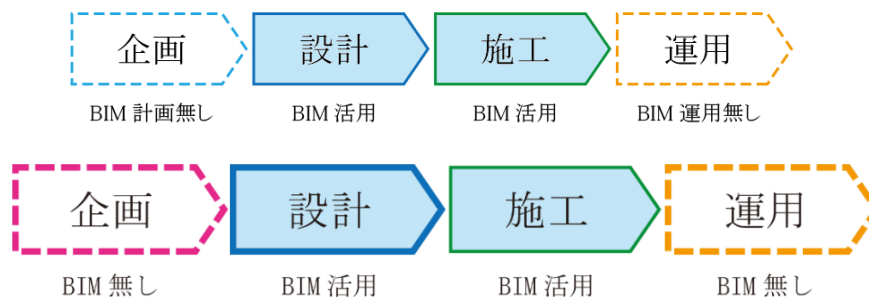 企画 設計 施工 運用
BIM 計画無し BIM 活用 BIM 活用 BIM 運用無し
企画 設計 施工 運用
BIM 無し BIM 活用 BIM 活用 BIM 無し